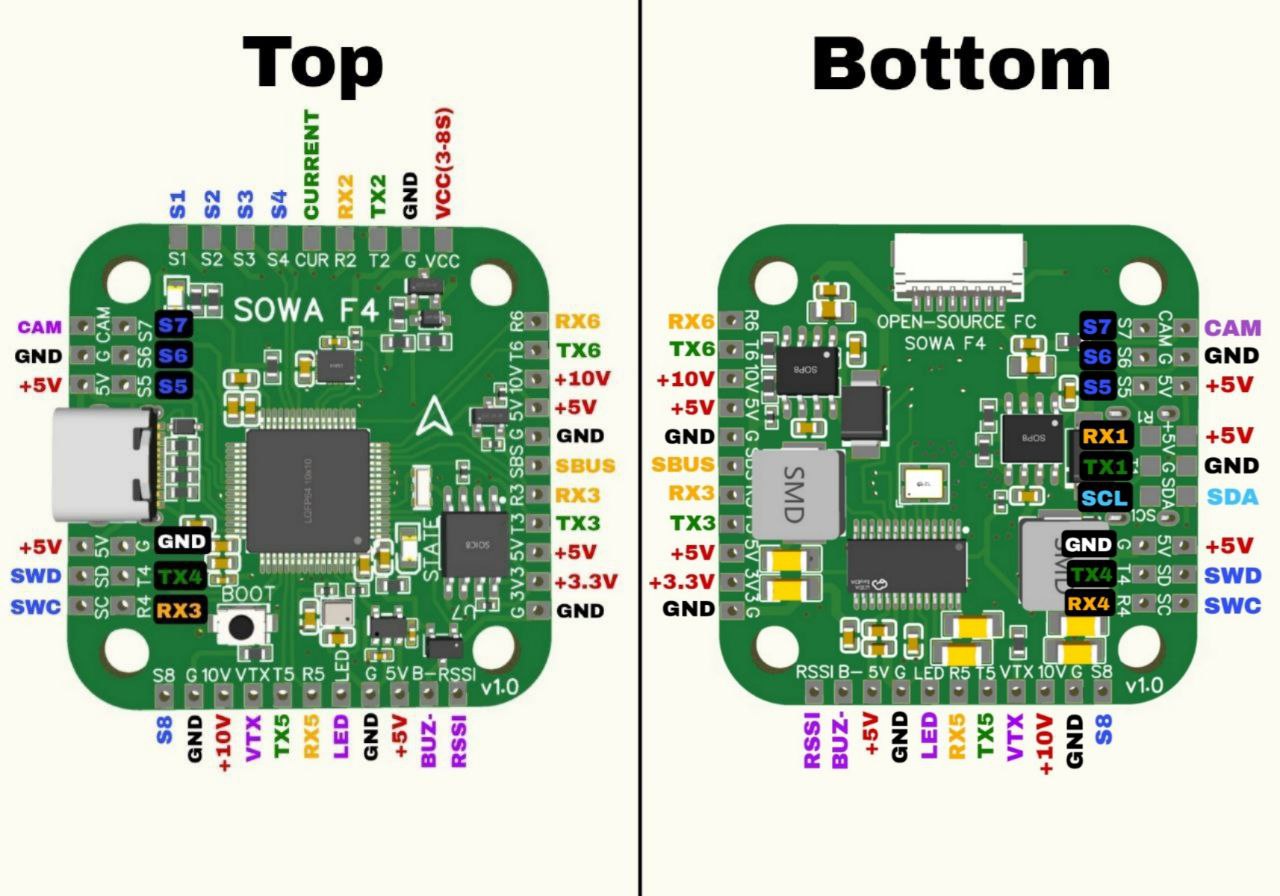 Top
S1 S2 S3 S4 CURRENT RX2 TX2 GND VCC(3-8S)
S1 S2 S3 S4 CUR R2 T2 G VCC
SOWA F4
CAM CAM S7 S7
GND G S6 S6
+5V 5V S5 S5
R6 RX6
T6 TX6
10V +10V
5V +5V
G GND
SBS SBUS
R3 RX3
T3 TX3
5V +5V
3V3 +3.3V
G GND
LQFP64 10x10
STATE
SOIC8
U7
+5V 5V G GND
SWD SD T4 TX4
SWC SC R4 RX3
BOOT
LED
S8 G 10V VTX T5 R5 G 5V B- RSSI
v1.0
S8 GND +10V VTX TX5 RX5 LED GND +5V BUZ- RSSI
Bottom
OPEN-SOURCE FC
SOWA F4
RX6 R6
TX6 T6
+10V 10V
+5V 5V
GND G
SBUS
RX3
TX3
+5V 5V
+3.3V 3V3
GND G
SOP8
SMD
SOP8
SMD
S7 S7 CAM CAM
S6 S6 G GND
S5 S5 5V +5V
RX1 R1 +5V +5V
TX1 G GND
SCL SCL SDA SDA
GND G 5V +5V
TX4 T4 SD SWD
RX4 R4 SC SWC
RSSI B- 5V G LED R5 T5 VTX 10V G S8
v1.0
RSSI BUZ- +5V GND LED RX5 TX5 VTX +10V GND S8